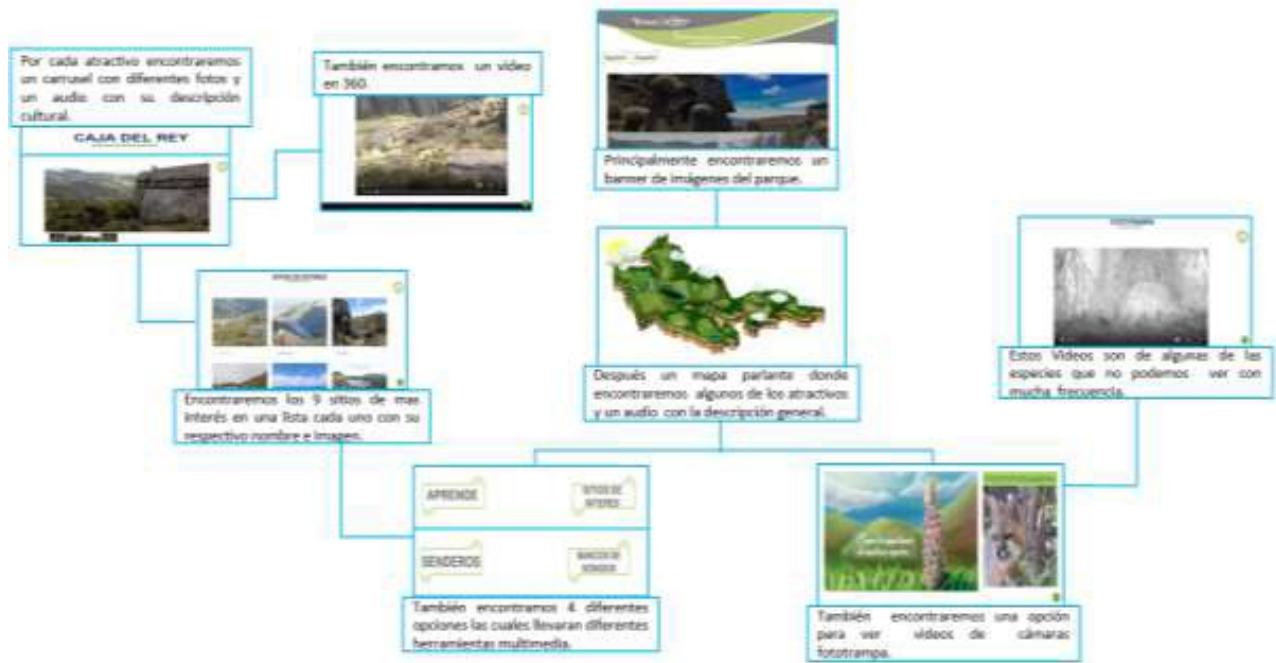 Por cada atractivo encontraremos
un carrusel con diferentes fotos y
un audio con su descripción
cultural.
CAJA DEL REY
También encontramos un video
en 360.
Principalmente encontraremos un
banner de imágenes del parque.
Después un mapa parlante donde
encontraremos algunos de los atractivos
y un audio con la descripción general.
Estos Videos son de algunas de las
especies que no podemos ver con
mucha frecuencia.
Encontraremos los 9 sitios de mas
interés en una lista cada uno con su
respectivo nombre e imagen.
APRENDE
SITIOS DE
INTERES
SENDEROS
También encontramos 4 diferentes
opciones las cuales llevaran diferentes
herramientas multimedia.
También encontraremos una opción
para ver videos de cámaras
fototrampa.